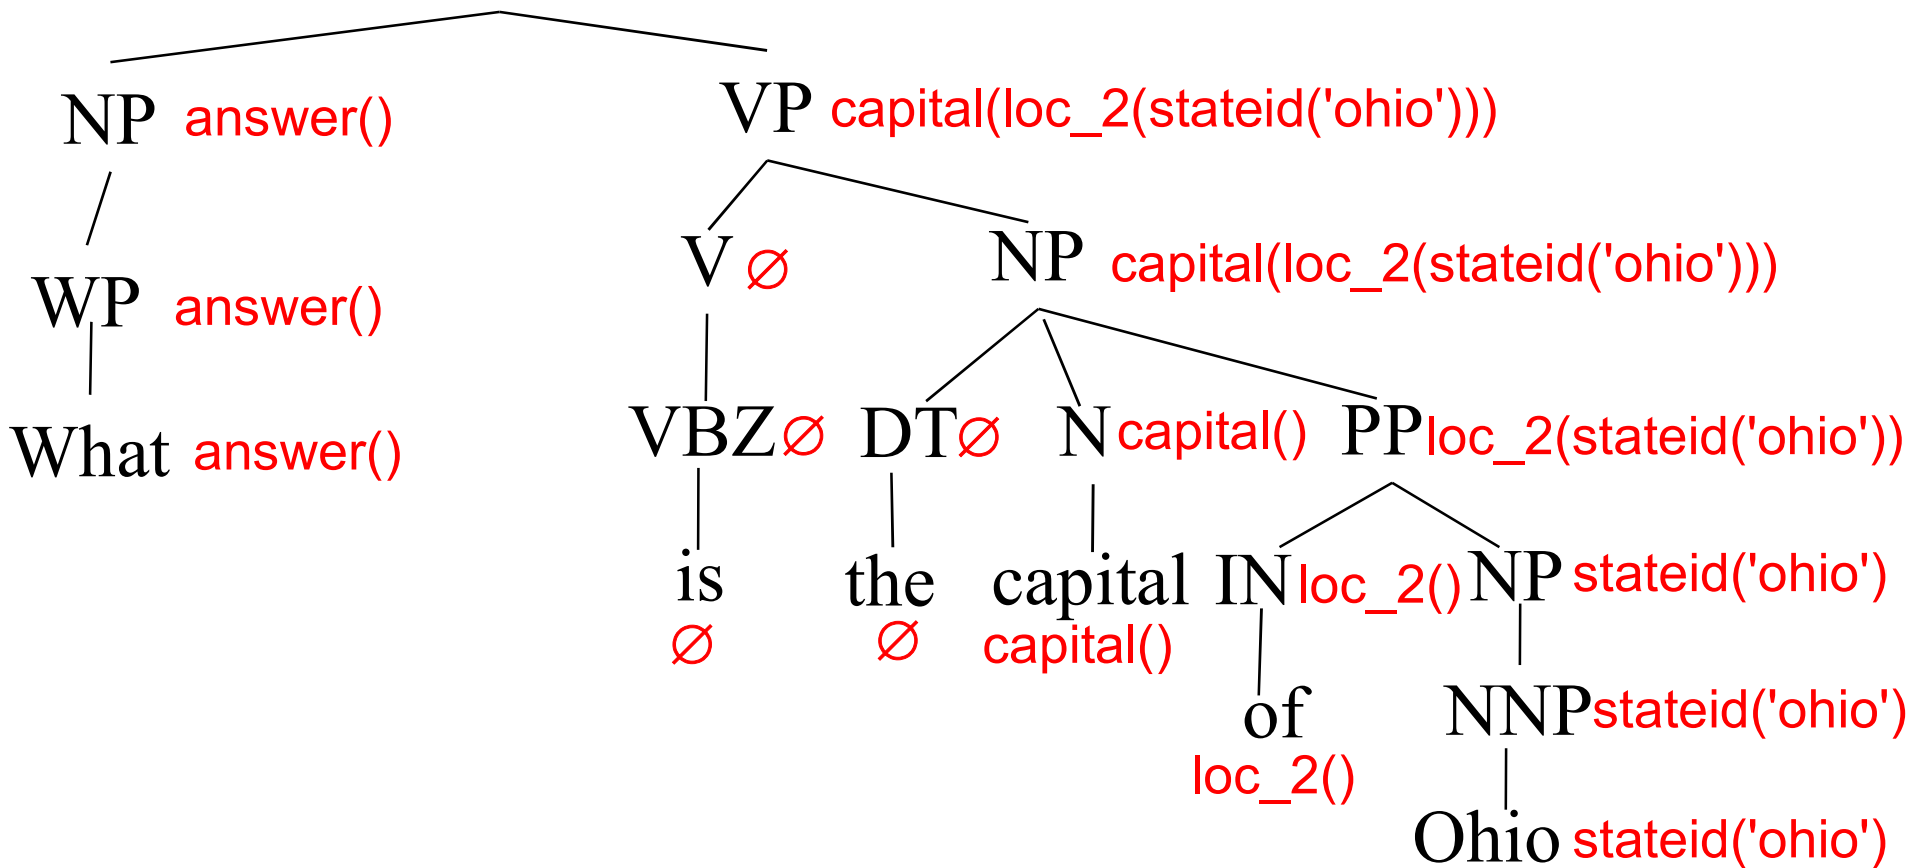 NP answer() VP capital(loc_2(stateid('ohio')))
V ∅ NP capital(loc_2(stateid('ohio')))
WP answer()
What answer() VBZ ∅ DT ∅ N capital() PP loc_2(stateid('ohio'))
is the capital IN loc_2() NP stateid('ohio')
∅ ∅ capital()
of NNP stateid('ohio')
loc_2()
Ohio stateid('ohio')